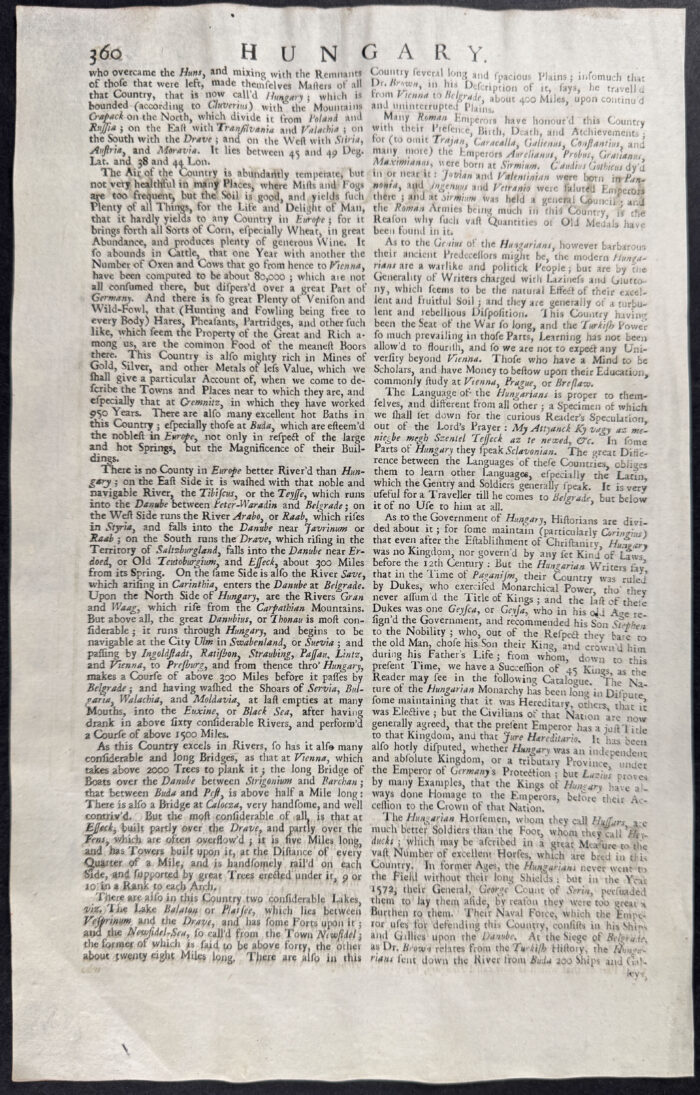 360
HUNGARY.
who overcame the Huns, and mixing with the Remnants
of thoſe that were left, made themſelves Maſters of all
that Country, that is now call'd Hungary; which is
bounded (according to Cluverius) with the Mountains
Crapack on the North, which divide it from Poland and
Ruſſia; on the Eaſt with Tranſilvania and Valachia; on
the South with the Drave; and on the Weſt with Stiria,
Auſtria, and Moravia. It lies between 45 and 49 Deg.
Lat. and 38 and 44 Lon.
The Air of the Country is abundantly temperate, but
not very healthful in many Places, where Miſts and Fogs
are too frequent, but the Soil is good, and yields ſuch
Plenty of all Things, for the Life and Delight of Man,
that it hardly yields to any Country in Europe; for it
brings forth all Sorts of Corn, eſpecially Wheat, in great
Abundance, and produces plenty of generous Wine. It
ſo abounds in Cattle, that one Year with another the
Number of Oxen and Cows that go from hence to Vienna,
have been computed to be about 80,000; which are not
all conſumed there, but diſpers'd over a great Part of
Germany. And there is ſo great Plenty of Veniſon and
Wild-Fowl, that (Hunting and Fowling being free to
every Body) Hares, Pheaſants, Partridges, and other ſuch
like, which ſeem the Property of the Great and Rich a-
mong us, are the common Food of the meaneſt Boors
there. This Country is alſo mighty rich in Mines of
Gold, Silver, and other Metals of leſs Value, which we
ſhall give a particular Account of, when we come to de-
ſcribe the Towns and Places near to which they are, and
eſpecially that at Cremnitz, in which they have worked
950 Years. There are alſo many excellent hot Baths in
this Country; eſpecially thoſe at Buda, which are eſteem'd
the nobleſt in Europe, not only in reſpect of the large
and hot Springs, but the Magnificence of their Buil-
dings.
There is no County in Europe better River'd than Hun-
gary; on the Eaſt Side it is waſhed with that noble and
navigable River, the Tibiſcus, or the Teyſſe, which runs
into the Danube between Peter-Waradin and Belgrade; on
the Weſt Side runs the River Arabo, or Raab, which riſes
in Styria, and falls into the Danube near Javrinum or
Raab; on the South runs the Drave, which riſing in the
Territory of Saltzburgland, falls into the Danube near Er-
doed, or Old Teutoburgium, and Eſſeck, about 300 Miles
from its Spring. On the ſame Side is alſo the River Save,
which ariſing in Carinthia, enters the Danube at Belgrade.
Upon the North Side of Hungary, are the Rivers Gran
and Waag, which riſe from the Carpathian Mountains.
But above all, the great Danubius, or Thonau is moſt con-
ſiderable; it runs through Hungary, and begins to be
navigable at the City Ulm in Swabenland, or Suevia; and
paſſing by Ingolſtadt, Ratiſbon, Straubing, Paſſau, Lintz,
and Vienna, to Preſburg, and from thence thro' Hungary,
makes a Courſe of above 300 Miles before it paſſes by
Belgrade; and having waſhed the Shoars of Servia, Bul-
garia, Walachia, and Moldavia, at laſt empties at many
Mouths, into the Euxine, or Black Sea, after having
drank in above ſixty conſiderable Rivers, and perform'd
a Courſe of above 1500 Miles.
As this Country excels in Rivers, ſo has it alſo many
conſiderable and long Bridges, as that at Vienna, which
takes above 2000 Trees to plank it; the long Bridge of
Boats over the Danube between Strigonium and Barchan;
that between Buda and Peſt, is above half a Mile long:
There is alſo a Bridge at Calocza, very handſome, and well
contriv'd. But the moſt conſiderable of all, is that at
Eſſeck, built partly over the Drave, and partly over the
Fens, which are often overflow'd; it is five Miles long,
and has Towers built upon it, at the Diſtance of every
Quarter of a Mile, and is handſomely rail'd on each
Side, and ſupported by great Trees erected under it, 9 or
10 in a Rank to each Arch.
There are alſo in this Country two conſiderable Lakes,
viz. The Lake Balaton or Platſee, which lies between
Veſprinum and the Drave, and has ſome Forts upon it;
and the Newſidel-Sea, ſo call'd from the Town Newſidel;
the former of which is ſaid to be above forty, the other
about twenty eight Miles long. There are alſo in this
Country ſeveral long and ſpacious Plains; inſomuch that
Dr. Brown, in his Deſcription of it, ſays, he travell'd
from Vienna to Belgrade, about 400 Miles, upon continu'd
and uninterrupted Plains.
Many Roman Emperors have honour'd this Country
with their Preſence, Birth, Death, and Atchievements;
for (to omit Trajan, Caracalla, Galienus, Conſtantius, and
many more) the Emperors Aurelianus, Probus, Gratianus,
Maximianus, were born at Sirmium. Claudius Gothicus dy'd
in or near it: Jovian and Valentinian were born in Pan-
nonia, and Ingenuus and Vetranio were ſaluted Emperors
there; and at Sirmium was held a general Council; and
the Roman Armies being much in this Country, is the
Reaſon why ſuch vaſt Quantities of Old Medals have
been found in it.
As to the Genius of the Hungarians, however barbarous
their ancient Predeceſſors might be, the modern Hunga-
rians are a warlike and politick People; but are by the
Generality of Writers charged with Lazineſs and Glutto-
ny, which ſeems to be the natural Effect of their excel-
lent and fruitful Soil; and they are generally of a turbu-
lent and rebellious Diſpoſition. This Country having
been the Seat of the War ſo long, and the Turkiſh Power
ſo much prevailing in thoſe Parts, Learning has not been
allow'd to flouriſh, and ſo we are not to expect any Uni-
verſity beyond Vienna. Thoſe who have a Mind to be
Scholars, and have Money to beſtow upon their Education,
commonly ſtudy at Vienna, Prague, or Breſlaw.
The Language of the Hungarians is proper to them-
ſelves, and different from all other; a Specimen of which
we ſhall ſet down for the curious Reader's Speculation,
out of the Lord's Prayer: My Attyanck Ky vagy az me-
niegbe megh Szentel Teſſeck az te newed, &c. In ſome
Parts of Hungary they ſpeak Sclavonian. The great Diffe-
rence between the Languages of theſe Countries, obliges
them to learn other Languages, eſpecially the Latin,
which the Gentry and Soldiers generally ſpeak. It is very
uſeful for a Traveller till he comes to Belgrade, but below
it of no Uſe to him at all.
As to the Government of Hungary, Hiſtorians are divi-
ded about it; for ſome maintain (particularly Coringius)
that even after the Eſtabliſhment of Chriſtanity, Hungary
was no Kingdom, nor govern'd by any ſet Kind of Laws,
before the 12th Century: But the Hungarian Writers ſay,
that in the Time of Paganiſm, their Country was ruled
by Dukes, who exerciſed Monarchical Power, tho' they
never aſſum'd the Title of Kings; and the laſt of theſe
Dukes was one Geyſca, or Geyſa, who in his old Age re-
ſign'd the Government, and recommended his Son Stephen
to the Nobility; who, out of the Reſpect they bare to
the old Man, choſe his Son their King, and crown'd him
during his Father's Life; from whom, down to this
preſent Time, we have a Succeſſion of 45 Kings, as the
Reader may ſee in the following Catalogue. The Na-
ture of the Hungarian Monarchy has been long in Diſpute,
ſome maintaining that it was Hereditary, others, that it
was Elective; but the Civilians of that Nation are now
generally agreed, that the preſent Emperor has a juſt Title
to that Kingdom, and that Jure Hereditario. It has been
alſo hotly diſputed, whether Hungary was an independent
and abſolute Kingdom, or a tributary Province, under
the Emperor of Germany's Protection; but Lazius proves
by many Examples, that the Kings of Hungary have al-
ways done Homage to the Emperors, before their Ac-
ceſſion to the Crown of that Nation.
The Hungarian Horſemen, whom they call Huſſars, are
much better Soldiers than the Foot, whom they call Hey-
ducks; which may be aſcribed in a great Meaſure to the
vaſt Number of excellent Horſes, which are bred in this
Country. In former Ages, the Hungarians never went to
the Field without their long Shields; but in the Year
1572, their General, George Count of Serin, perſuaded
them to lay them aſide, by reaſon they were too great a
Burthen to them. Their Naval Force, which the Empe-
ror uſes for defending this Country, conſiſts in his Ships
and Gallies upon the Danube. At the Siege of Belgrade,
as Dr. Brown relates from the Turkiſh Hiſtory, the Hunga-
rians ſent down the River from Buda 200 Ships and Gal-
leys,